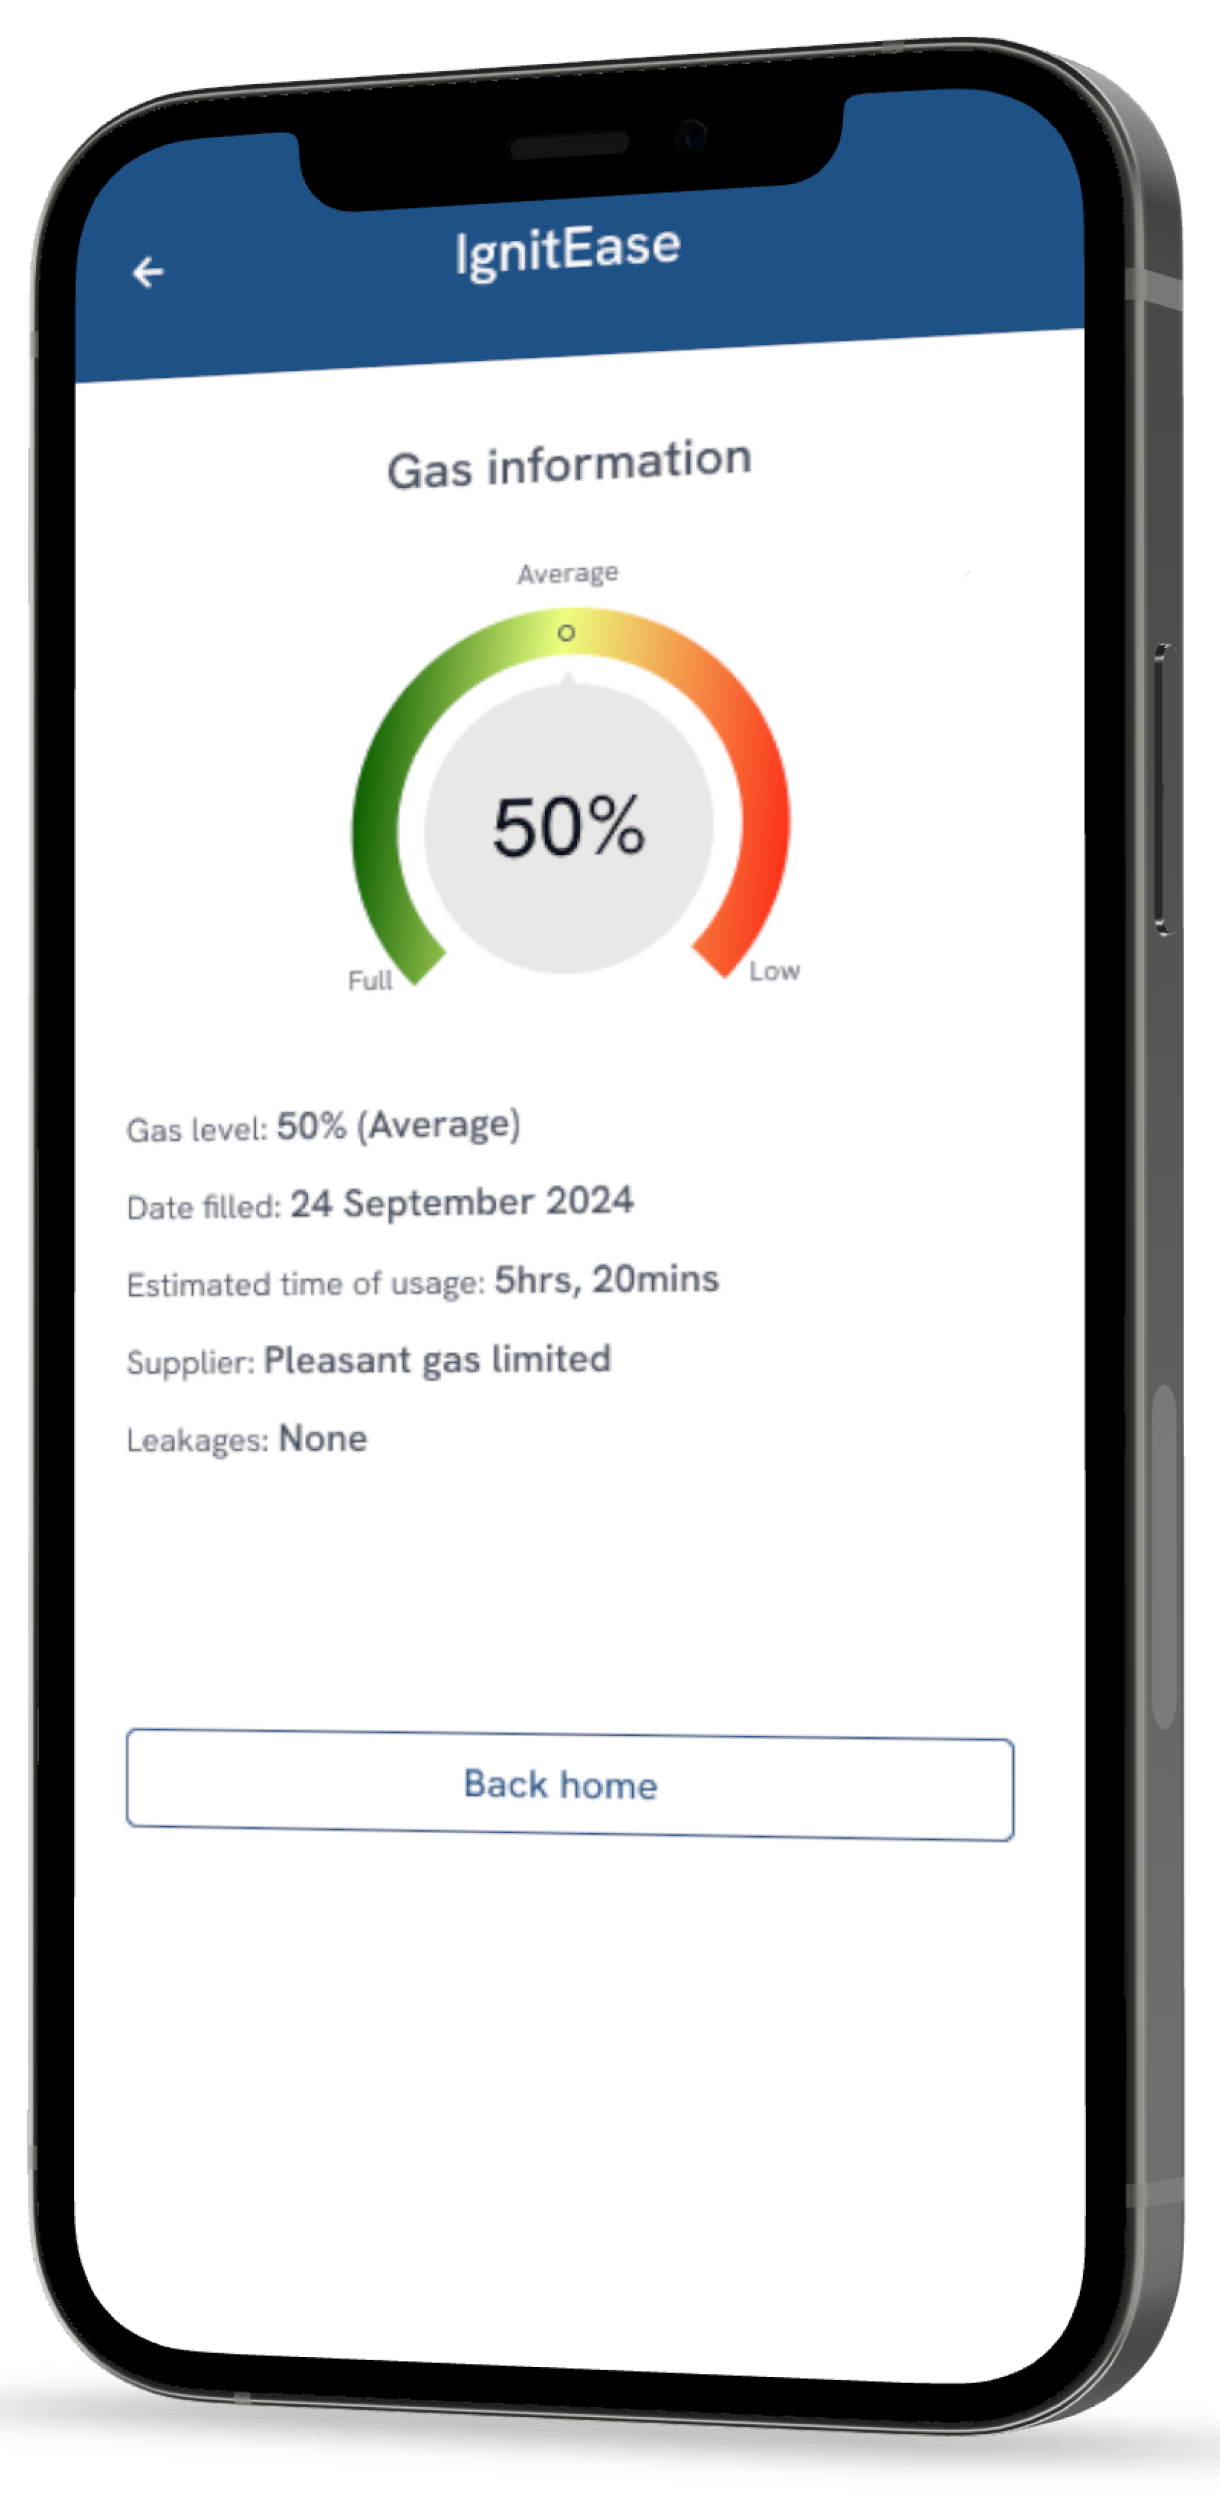 IgnitEase
Gas information
Average
50%
Full
Low
Gas level: 50% (Average)
Date filled: 24 September 2024
Estimated time of usage: 5hrs, 20mins
Supplier: Pleasant gas limited
Leakages: None
Back home